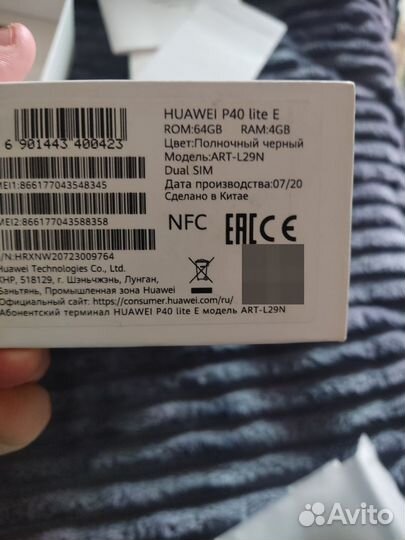 HUAWEI P40 lite E
ROM:64GB RAM:4GB
Цвет:Полночный черный
Модель:ART-L29N
Dual SIM
Дата производства:07/20
Сделано в Китае
6 901443 400423
MEI1:866177043548345
MEI2:866177043588358
/N:HRXNW20723009764
NFC EAC CE
Huawei Technologies Co., Ltd.
КНР, 518129, г. Шэньчжэнь, Лунган,
Баньтянь, Промышленная зона Huawei
Официальный сайт: https://consumer.huawei.com/ru/
Абонентский терминал HUAWEI P40 lite E модель ART-L29N
Avito